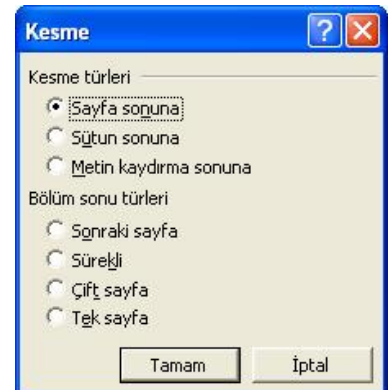 Kesme
Kesme türleri
Sayfa sonuna
Sütun sonuna
Metin kaydırma sonuna
Bölüm sonu türleri
Sonraki sayfa
Sürekli
Çift sayfa
Tek sayfa
Tamam İptal